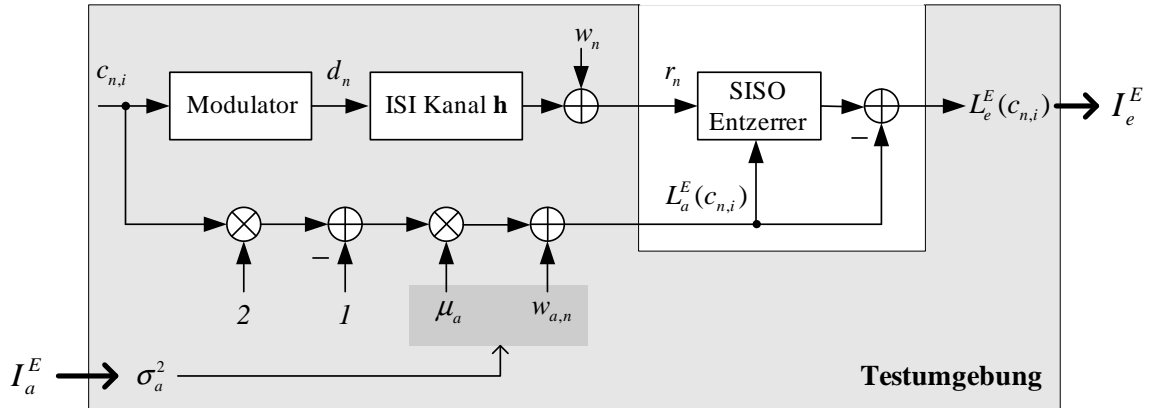 w_n
c_{n,i}
d_n
r_n
Modulator
ISI Kanal h
SISO
Entzerrer
L_e^E(c_{n,i})
I_e^E
−
L_a^E(c_{n,i})
−
2
1
μ_a
w_{a,n}
I_a^E
σ_a^2
Testumgebung